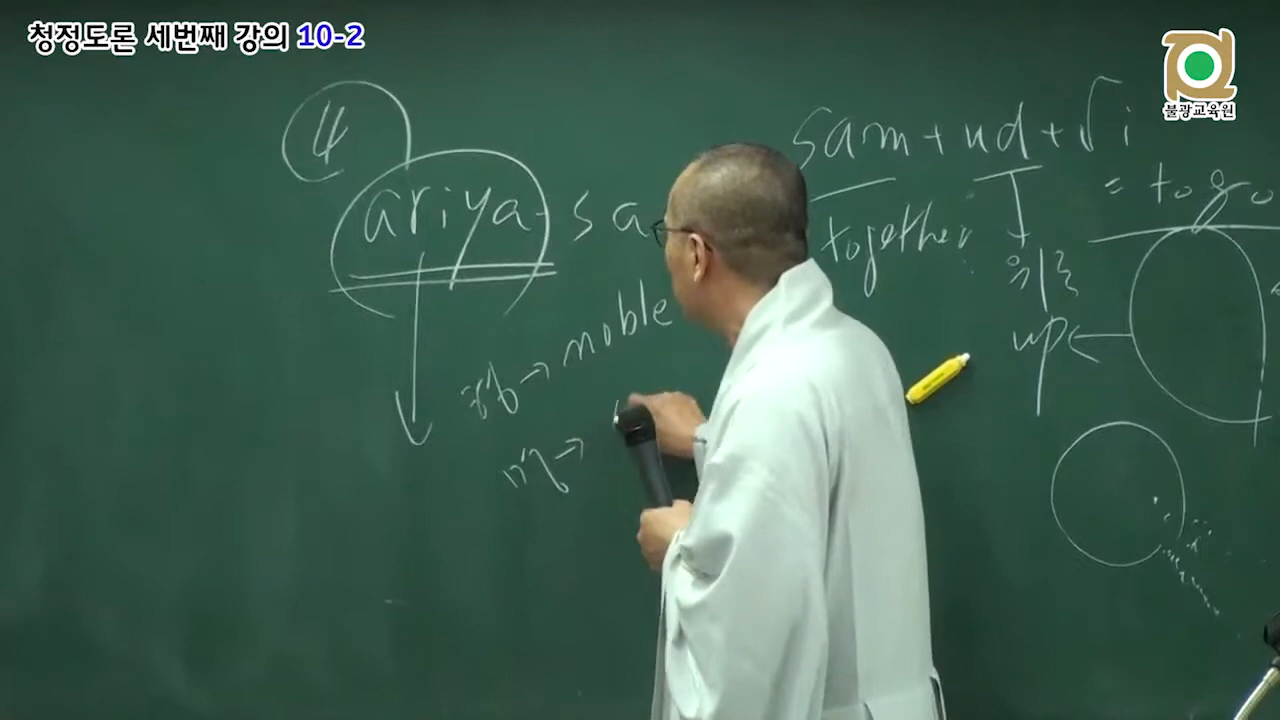 청정도론 세번째 강의 10-2
불광교육원
4
ariya-sa
sam+ud+√i
= to go
together
위로
up
형 → noble